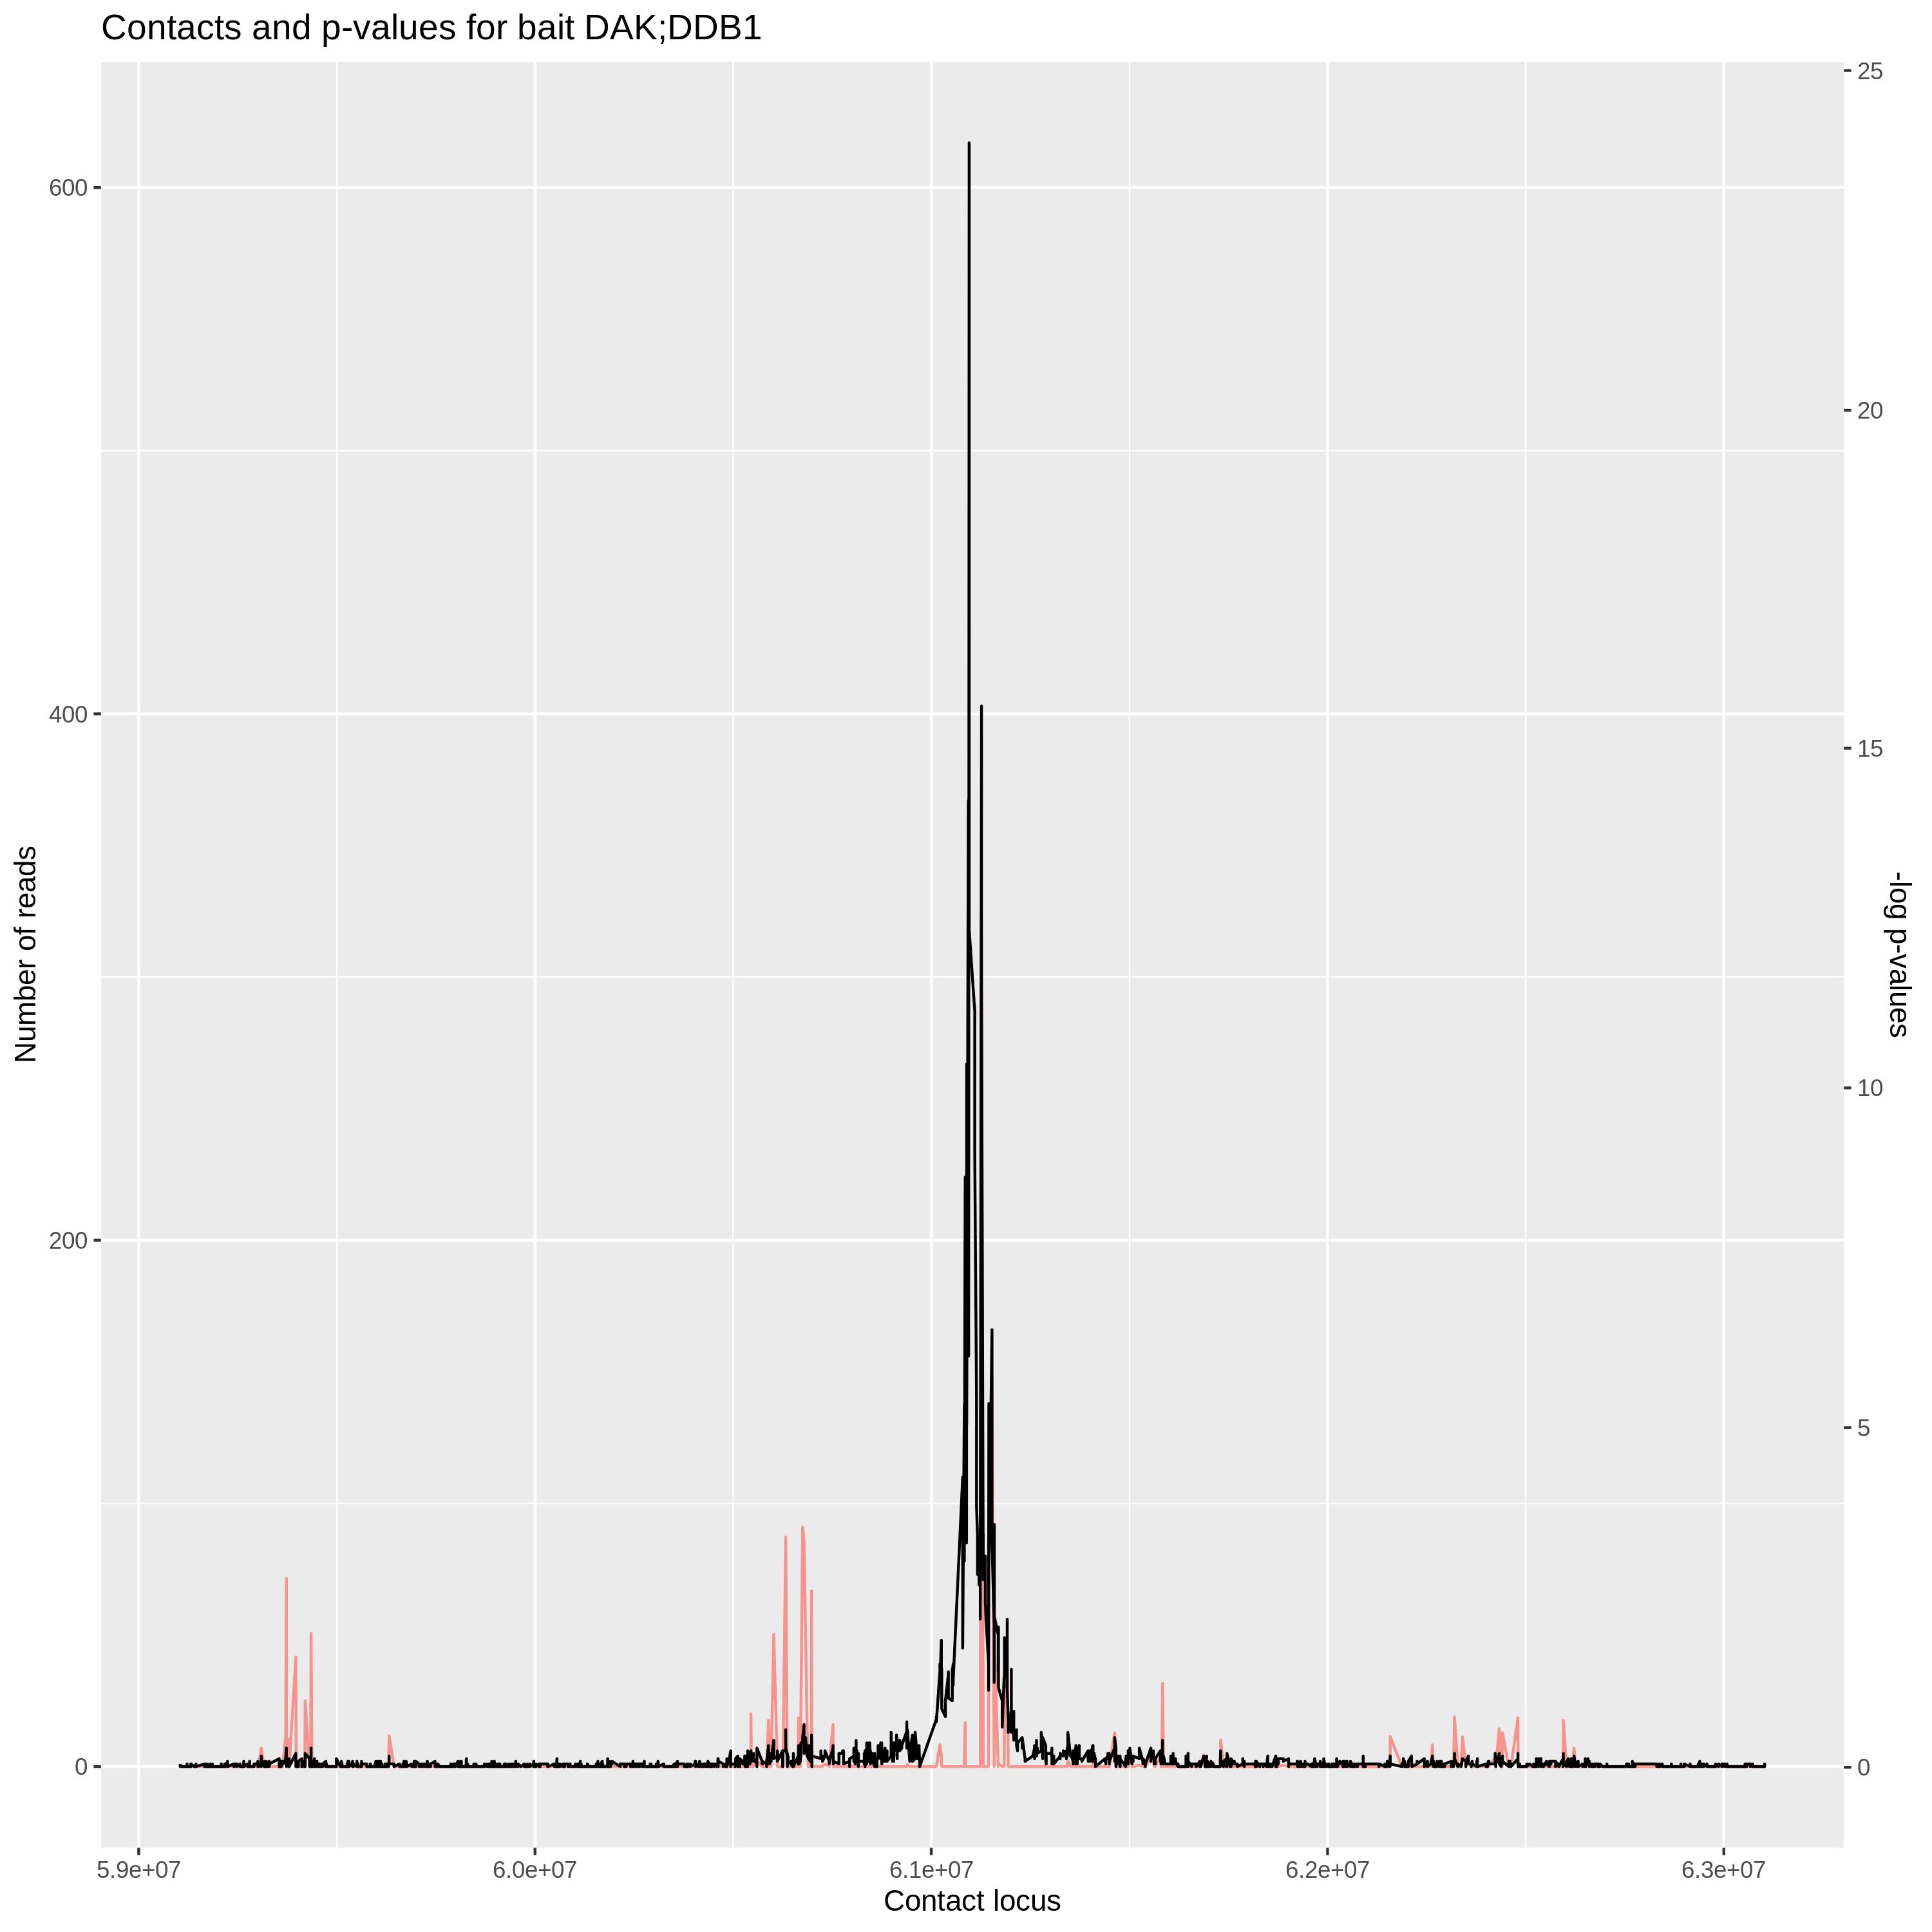 Contacts and p-values for bait DAK;DDB1
Number of reads
600
400
200
0
25
20
15
10
5
0
-log p-values
5.9e+07 6.0e+07 6.1e+07 6.2e+07 6.3e+07
Contact locus